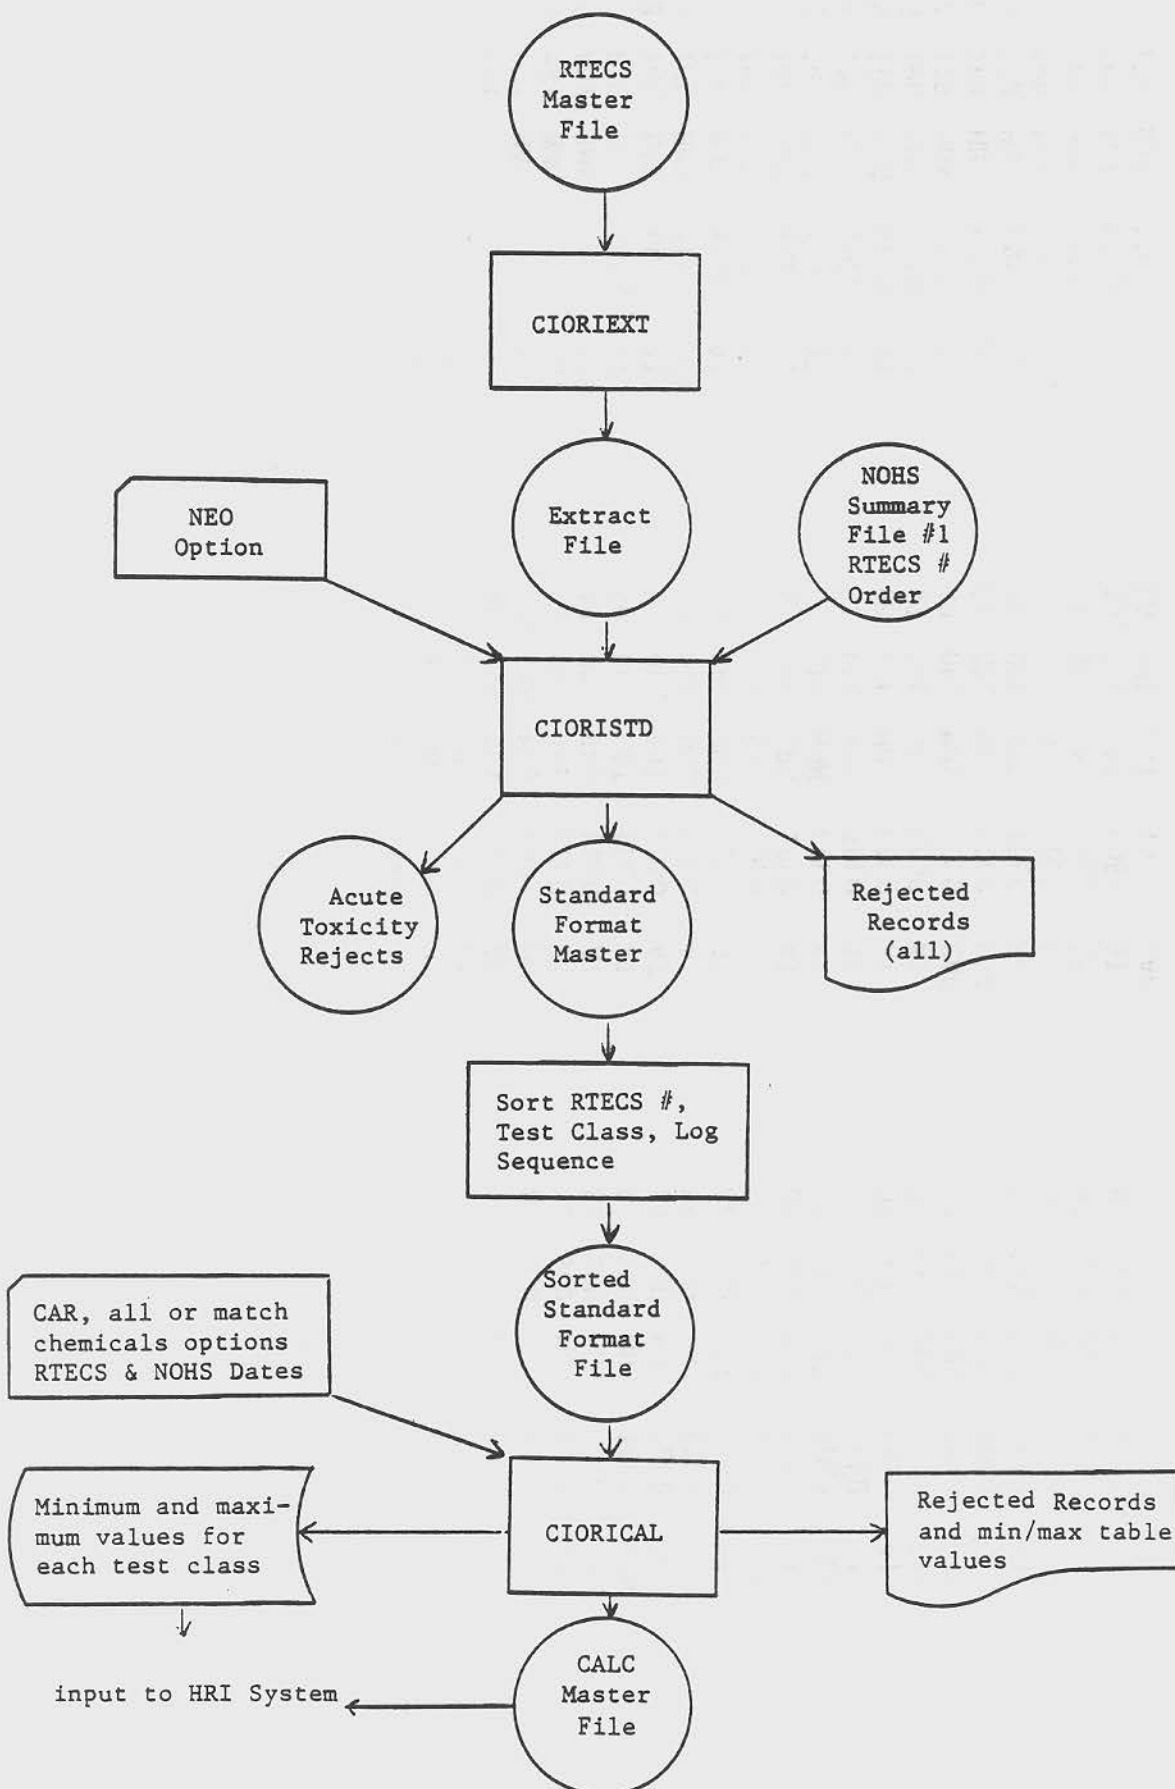 RTECS
Master
File
CIORIEXT
NEO
Option
Extract
File
NOHS
Summary
File #1
RTECS #
Order
CIORISTD
Acute
Toxicity
Rejects
Standard
Format
Master
Rejected
Records
(all)
Sort RTECS #,
Test Class, Log
Sequence
Sorted
Standard
Format
File
CAR, all or match
chemicals options
RTECS & NOHS Dates
Minimum and maxi-
mum values for
each test class
CIORICAL
Rejected Records
and min/max table
values
input to HRI System
CALC
Master
File